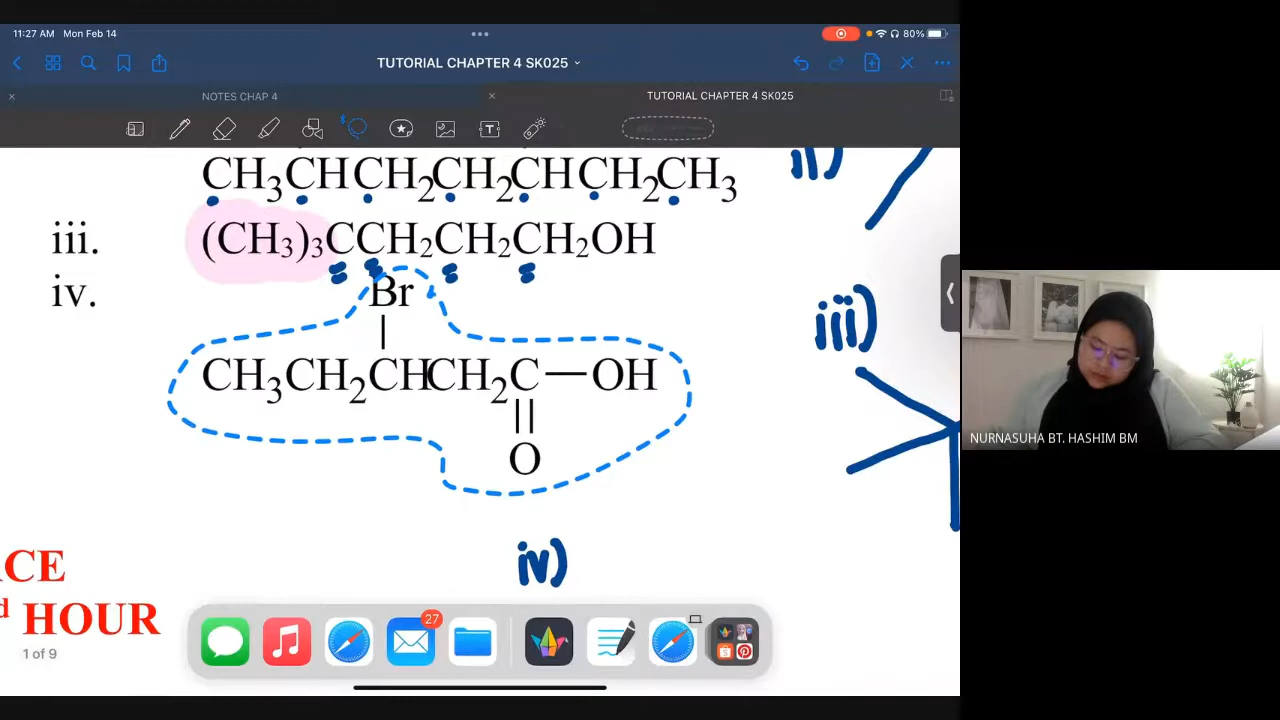 11:27 AM Mon Feb 14
80%
TUTORIAL CHAPTER 4 SK025
NOTES CHAP 4
TUTORIAL CHAPTER 4 SK025
ii)
CH3CHCH2CH2CHCH2CH3
iii. (CH3)3CCH2CH2CH2OH
iv.
Br
iii)
CH3CH2CHCH2C—OH
O
NURNASUHA BT. HASHIM BM
iv)
CE
HOUR
27
1 of 9